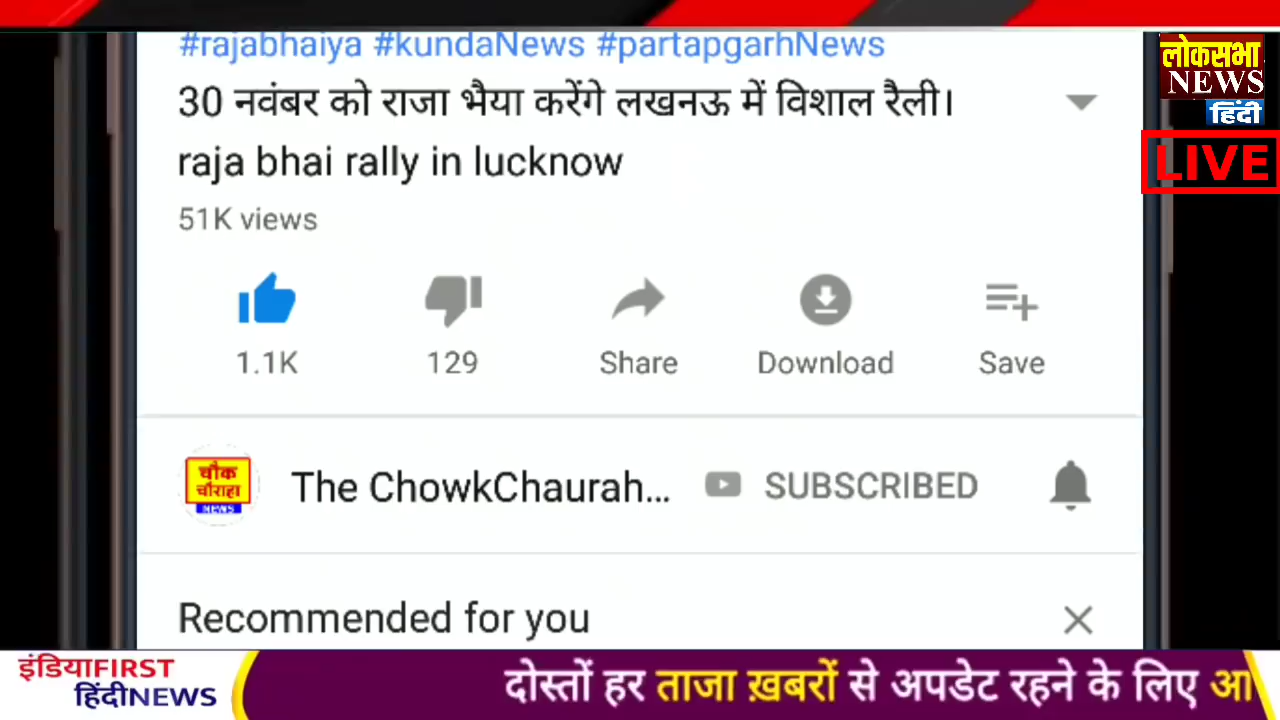 #rajabhaiya #kundaNews #partapgarhNews
30 नवंबर को राजा भैया करेंगे लखनऊ में विशाल रैली।
raja bhai rally in lucknow
51K views
1.1K
129
Share
Download
Save
चौक
चौराहा
NEWS
The ChowkChaurah...
SUBSCRIBED
Recommended for you
लोकसभा
NEWS
हिंदी
LIVE
इंडियाFIRST
हिंदीNEWS
दोस्तों हर ताजा ख़बरों से अपडेट रहने के लिए आ